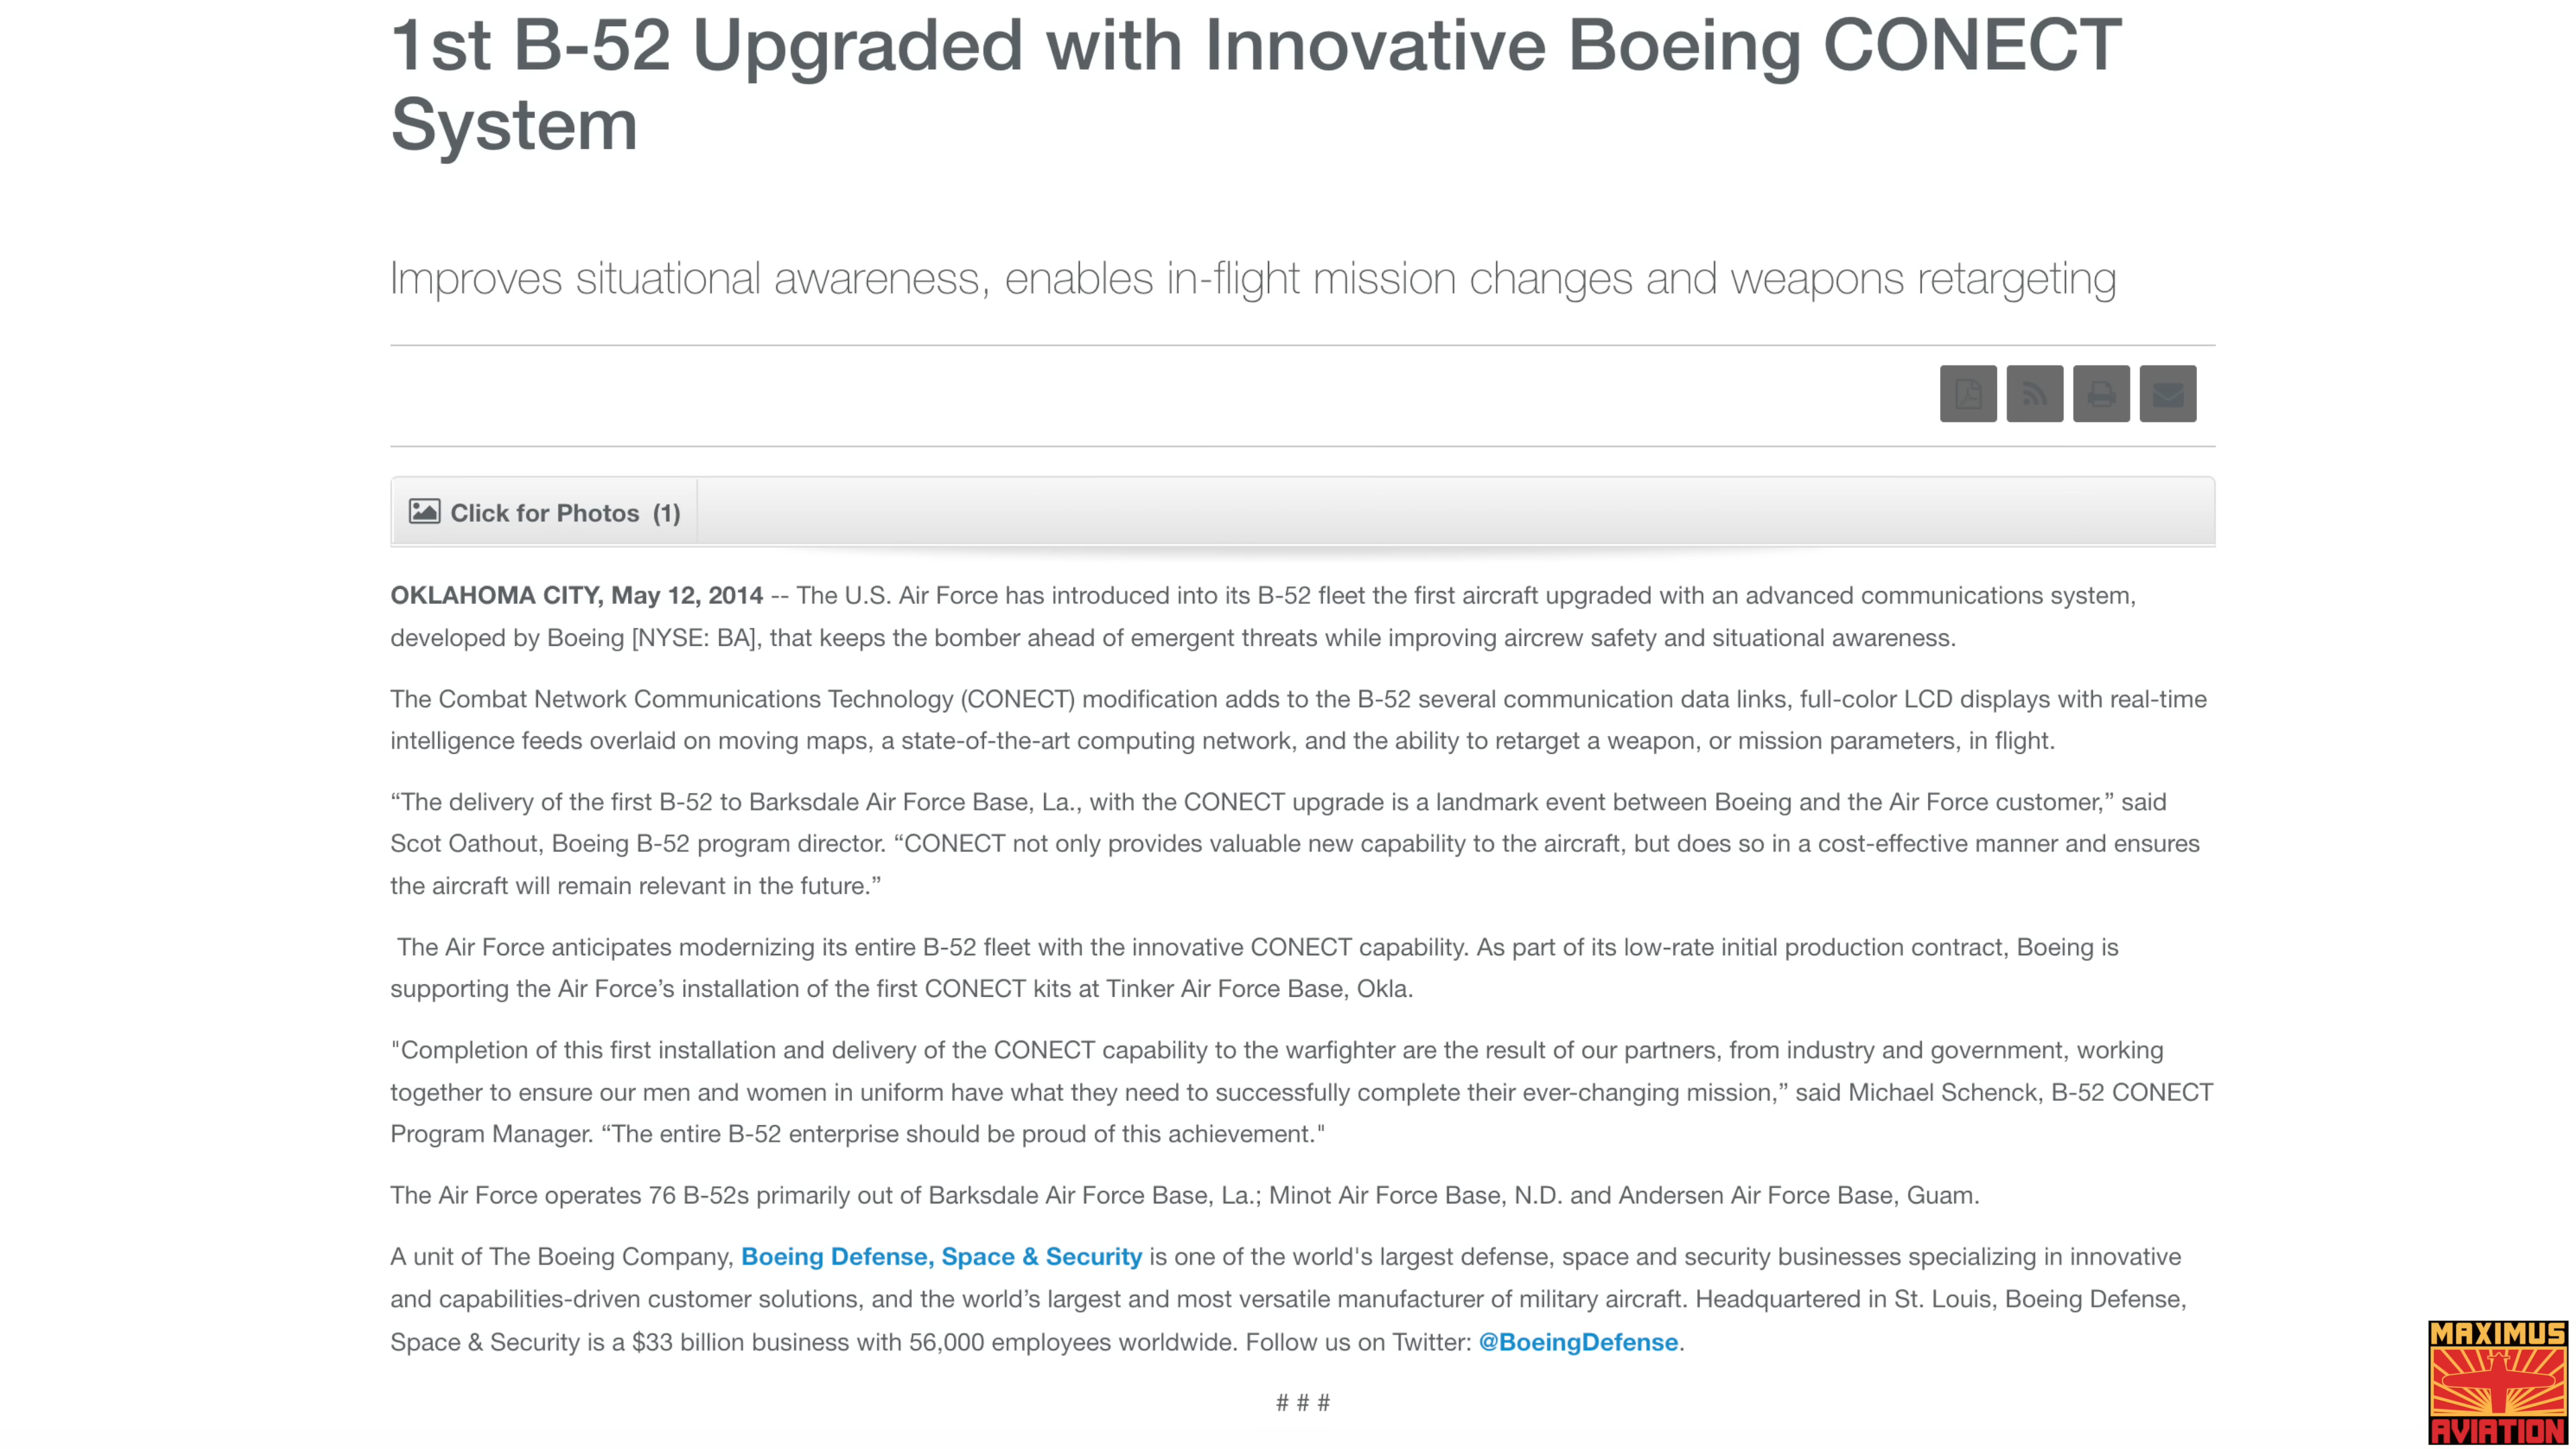 1st B-52 Upgraded with Innovative Boeing CONECT
System
Improves situational awareness, enables in-flight mission changes and weapons retargeting
Click for Photos (1)
OKLAHOMA CITY, May 12, 2014 -- The U.S. Air Force has introduced into its B-52 fleet the first aircraft upgraded with an advanced communications system,
developed by Boeing [NYSE: BA], that keeps the bomber ahead of emergent threats while improving aircrew safety and situational awareness.
The Combat Network Communications Technology (CONECT) modification adds to the B-52 several communication data links, full-color LCD displays with real-time
intelligence feeds overlaid on moving maps, a state-of-the-art computing network, and the ability to retarget a weapon, or mission parameters, in flight.
“The delivery of the first B-52 to Barksdale Air Force Base, La., with the CONECT upgrade is a landmark event between Boeing and the Air Force customer,” said
Scot Oathout, Boeing B-52 program director. “CONECT not only provides valuable new capability to the aircraft, but does so in a cost-effective manner and ensures
the aircraft will remain relevant in the future.”
The Air Force anticipates modernizing its entire B-52 fleet with the innovative CONECT capability. As part of its low-rate initial production contract, Boeing is
supporting the Air Force’s installation of the first CONECT kits at Tinker Air Force Base, Okla.
"Completion of this first installation and delivery of the CONECT capability to the warfighter are the result of our partners, from industry and government, working
together to ensure our men and women in uniform have what they need to successfully complete their ever-changing mission,” said Michael Schenck, B-52 CONECT
Program Manager. “The entire B-52 enterprise should be proud of this achievement."
The Air Force operates 76 B-52s primarily out of Barksdale Air Force Base, La.; Minot Air Force Base, N.D. and Andersen Air Force Base, Guam.
A unit of The Boeing Company, Boeing Defense, Space & Security is one of the world's largest defense, space and security businesses specializing in innovative
and capabilities-driven customer solutions, and the world’s largest and most versatile manufacturer of military aircraft. Headquartered in St. Louis, Boeing Defense,
Space & Security is a $33 billion business with 56,000 employees worldwide. Follow us on Twitter: @BoeingDefense.
# # #
MAXIMUS
AVIATION